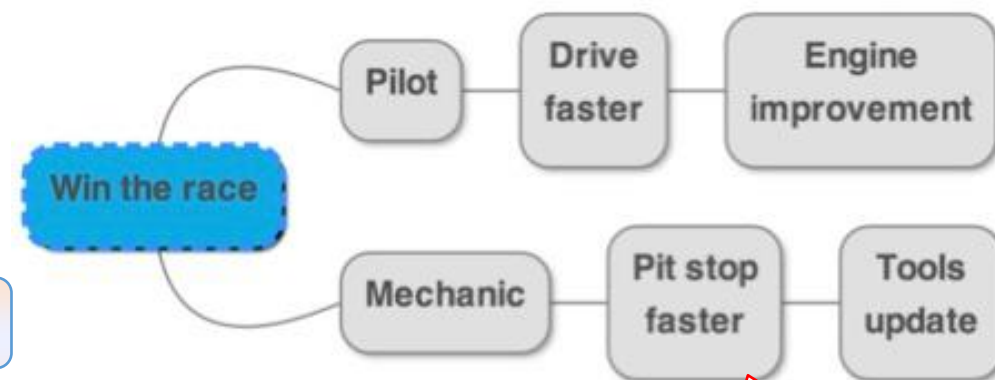 Win the race
Pilot
Drive
faster
Engine
improvement
Mechanic
Pit stop
faster
Tools
update